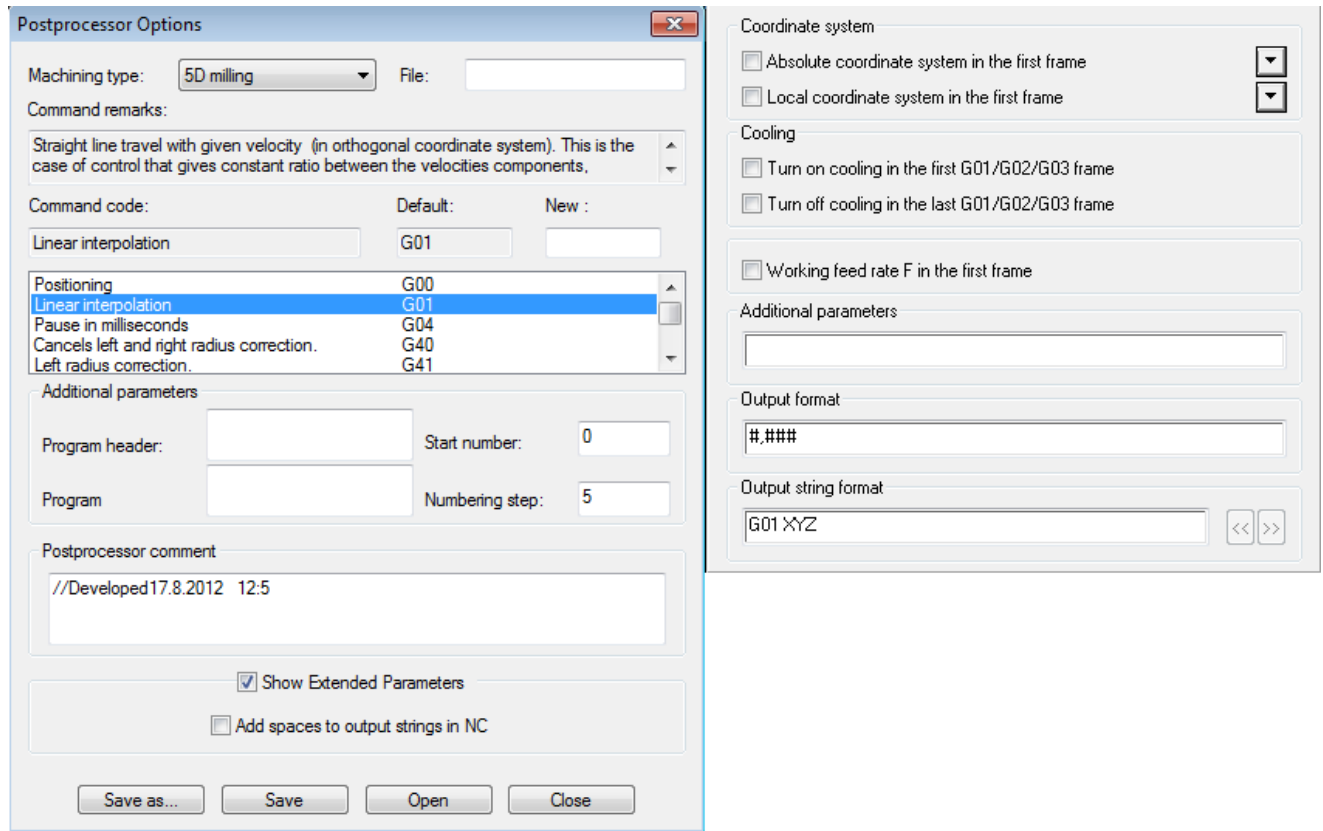 Postprocessor Options
Machining type: 5D milling File:
Command remarks:
Straight line travel with given velocity (in orthogonal coordinate system). This is the
case of control that gives constant ratio between the velocities components,
Command code: Default: New :
Linear interpolation G01
Positioning G00
Linear interpolation G01
Pause in milliseconds G04
Cancels left and right radius correction. G40
Left radius correction. G41
Additional parameters
Program header: Start number: 0
Program Numbering step: 5
Postprocessor comment
//Developed17.8.2012 12:5
Show Extended Parameters
Add spaces to output strings in NC
Save as... Save Open Close
Coordinate system
Absolute coordinate system in the first frame
Local coordinate system in the first frame
Cooling
Turn on cooling in the first G01/G02/G03 frame
Turn off cooling in the last G01/G02/G03 frame
Working feed rate F in the first frame
Additional parameters
Output format
#,###
Output string format
G01 XYZ << >>